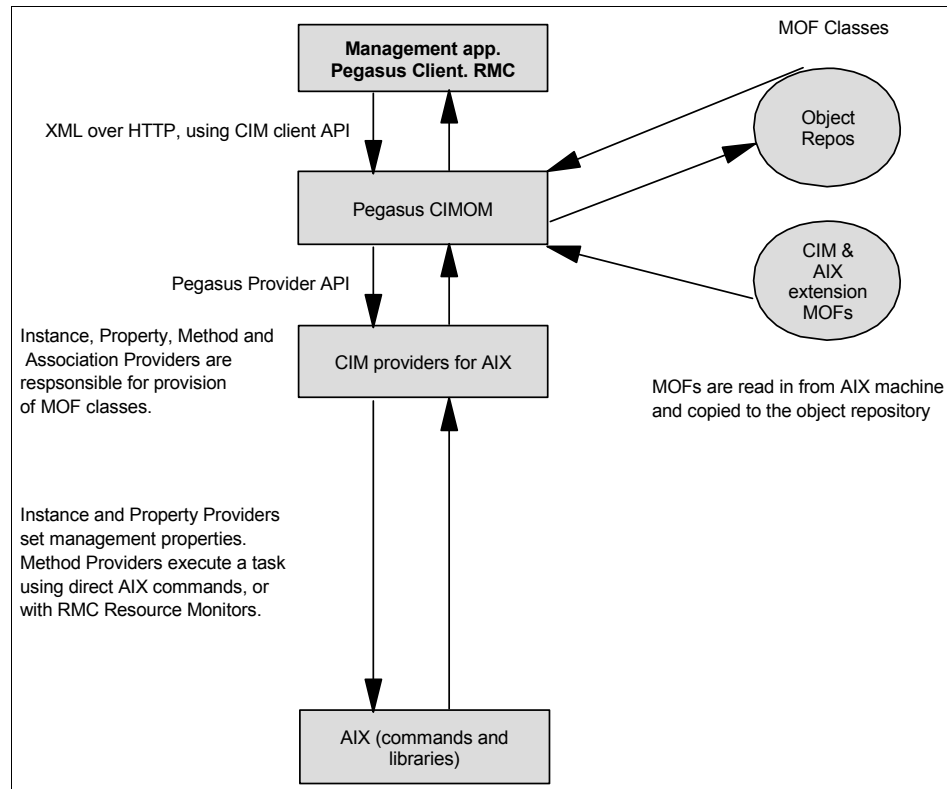 MOF Classes
Management app.
Pegasus Client. RMC
XML over HTTP, using CIM client API
Object
Repos
Pegasus CIMOM
CIM &
AIX
extension
MOFs
Pegasus Provider API
Instance, Property, Method and
Association Providers are
respsonsible for provision
of MOF classes.
CIM providers for AIX
MOFs are read in from AIX machine
and copied to the object repository
Instance and Property Providers
set management properties.
Method Providers execute a task
using direct AIX commands, or
with RMC Resource Monitors.
AIX (commands and
libraries)